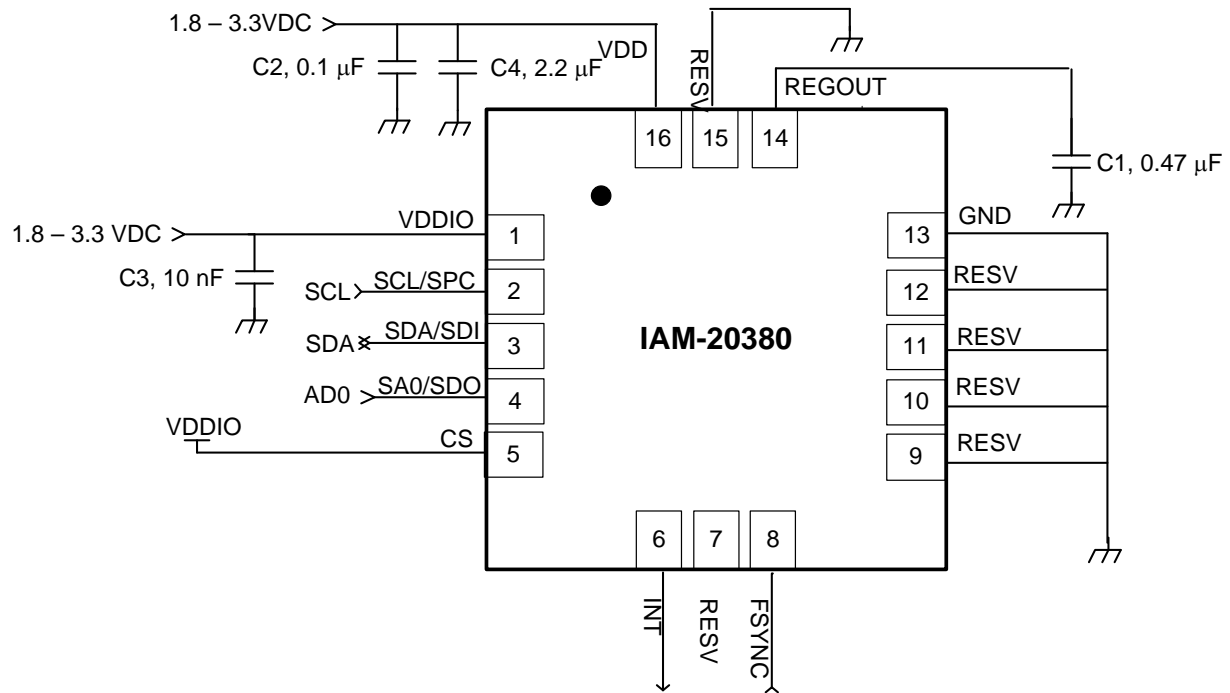 1.8 – 3.3VDC
VDD
RESV
C2, 0.1 μF
C4, 2.2 μF
REGOUT
16
15
14
C1, 0.47 μF
VDDIO
GND
1.8 – 3.3 VDC
1
13
C3, 10 nF
SCL
SCL/SPC
2
12
RESV
SDA
SDA/SDI
3
IAM-20380
11
RESV
AD0
SA0/SDO
4
10
RESV
VDDIO
CS
5
9
RESV
6
7
8
INT
RESV
FSYNC